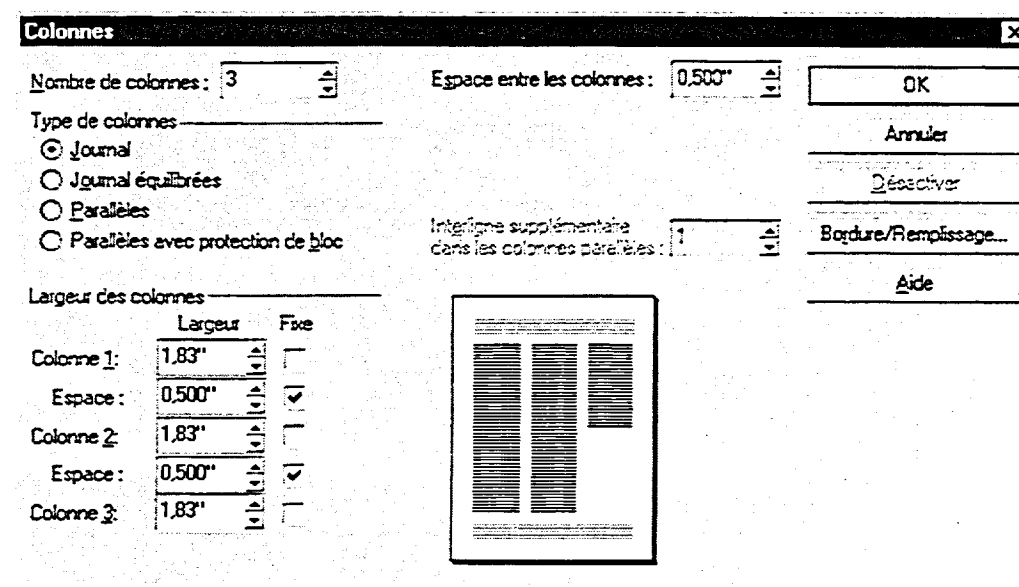 Colonnes
Nombre de colonnes : 3
Espace entre les colonnes : 0,500"
OK
Type de colonnes
Annuler
Journal
Journal équilibrées
Désactiver
Parallèles
Parallèles avec protection de bloc
Interligne supplémentaire
dans les colonnes parallèles : 1
Bordure/Remplissage...
Aide
Largeur des colonnes
Largeur Fixe
Colonne 1: 1,83"
Espace : 0,500"
Colonne 2: 1,83"
Espace : 0,500"
Colonne 3: 1,83"